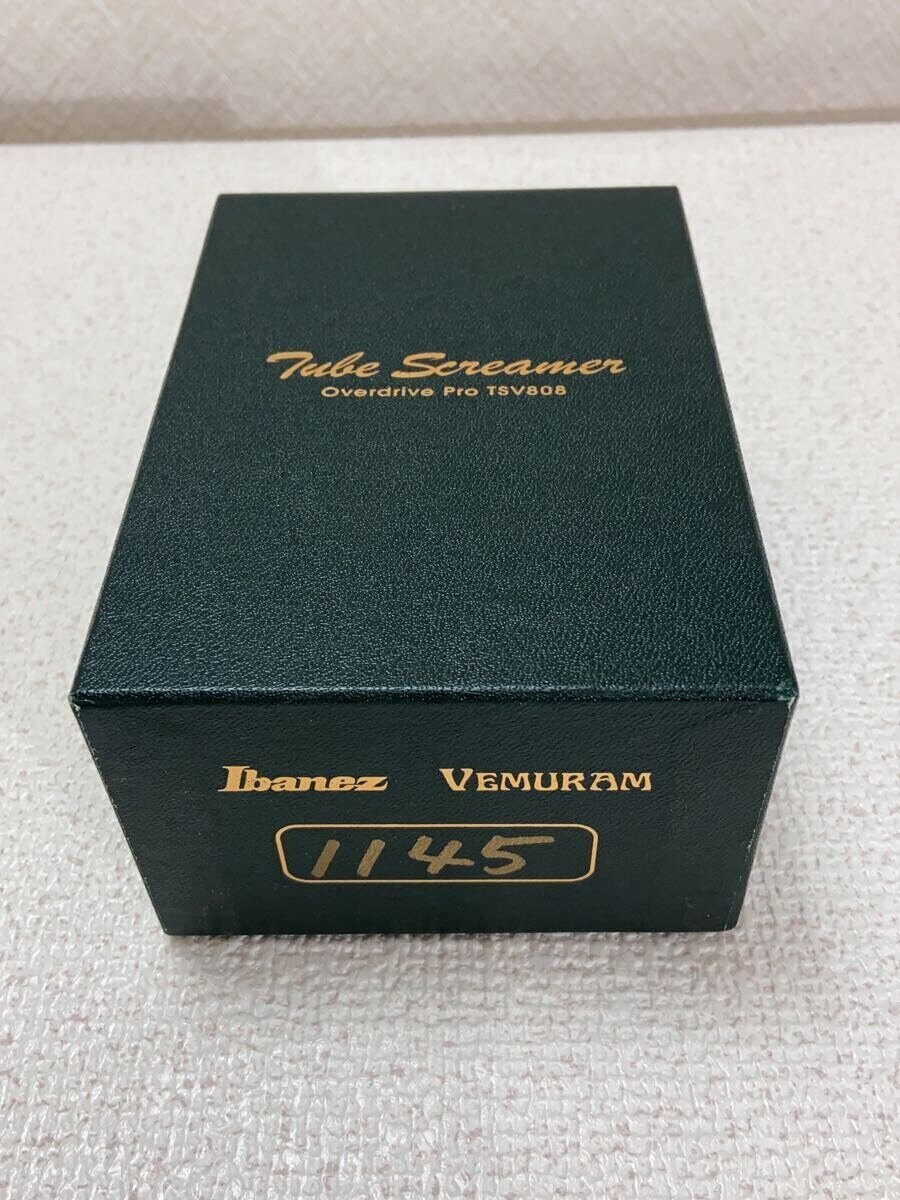 Tube Screamer
Overdrive Pro TSV808
Ibanez VEMURAM
1145